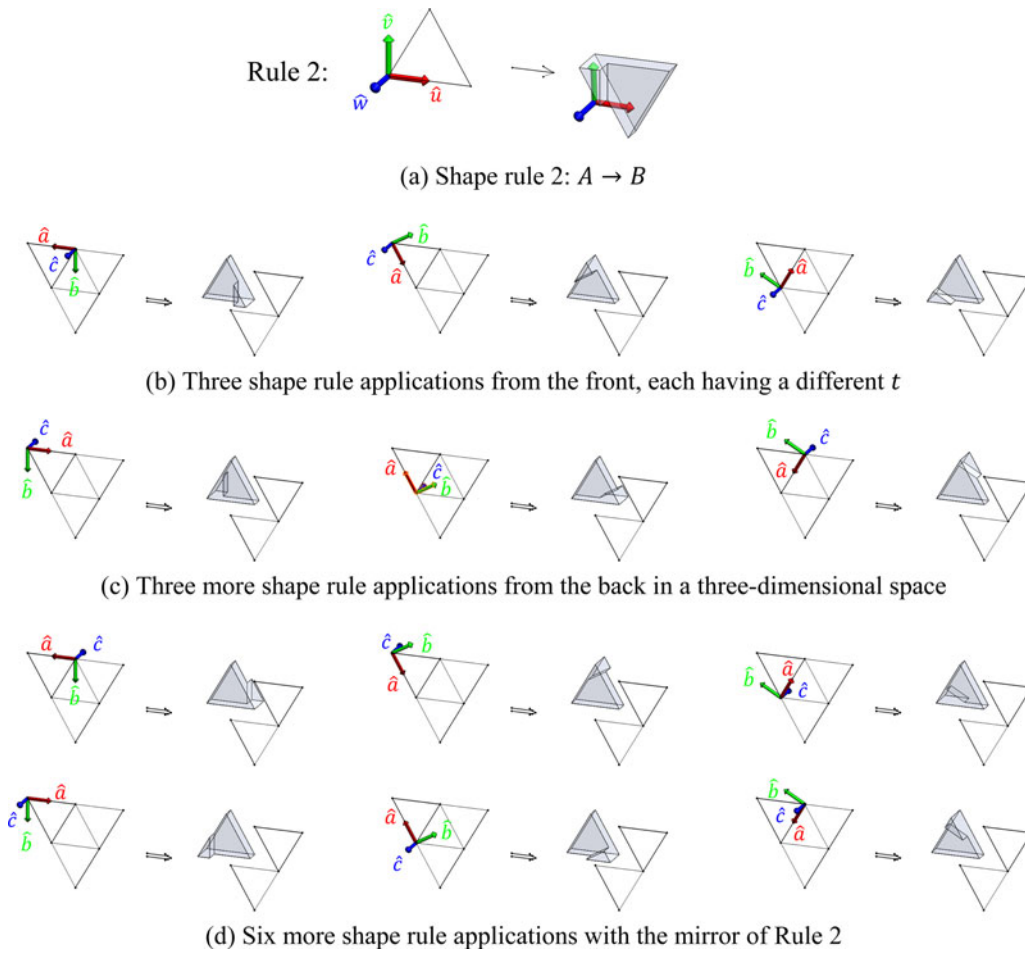 v̂
Rule 2:
ŵ
û
(a) Shape rule 2: A → B
â
ĉ
b̂
b̂
ĉ
â
b̂
â
ĉ
(b) Three shape rule applications from the front, each having a different t
ĉ
â
b̂
â
ĉ
b̂
b̂
ĉ
â
(c) Three more shape rule applications from the back in a three-dimensional space
â
ĉ
b̂
ĉ
b̂
â
â
b̂
ĉ
â
ĉ
b̂
â
b̂
ĉ
b̂
ĉ
â
(d) Six more shape rule applications with the mirror of Rule 2